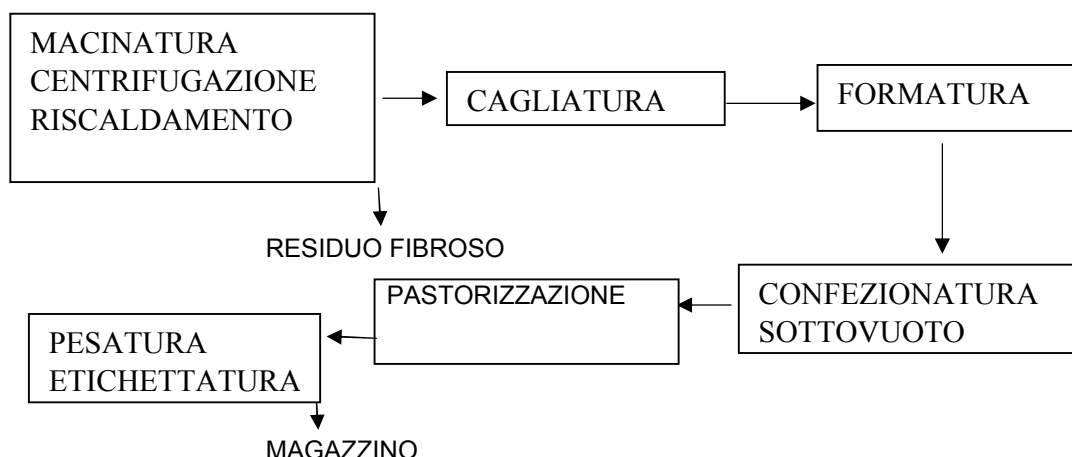 MACINATURA
CENTRIFUGAZIONE
RISCALDAMENTO
CAGLIATURA
FORMATURA
RESIDUO FIBROSO
CONFEZIONATURA
SOTTOVUOTO
PASTORIZZAZIONE
PESATURA
ETICHETTATURA
MAGAZZINO